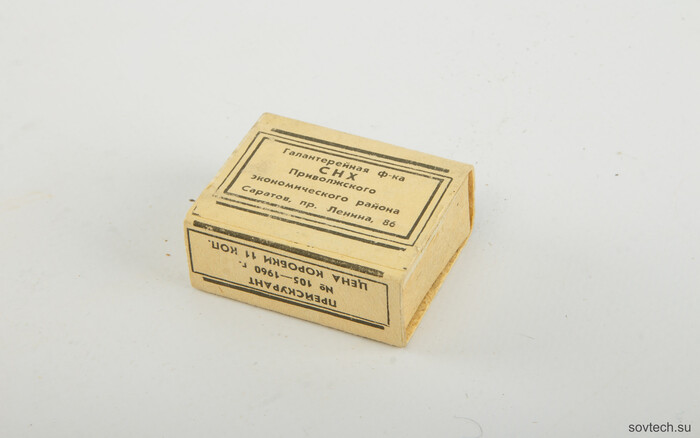 Галантерейная ф-ка
СНХ
Приволжского
экономического района
Саратов, пр. Ленина, 86
ПРЕЙСКУРАНТ
№ 105—1960 г.
ЦЕНА КОРОБКИ 11 КОП.
sovtech.su